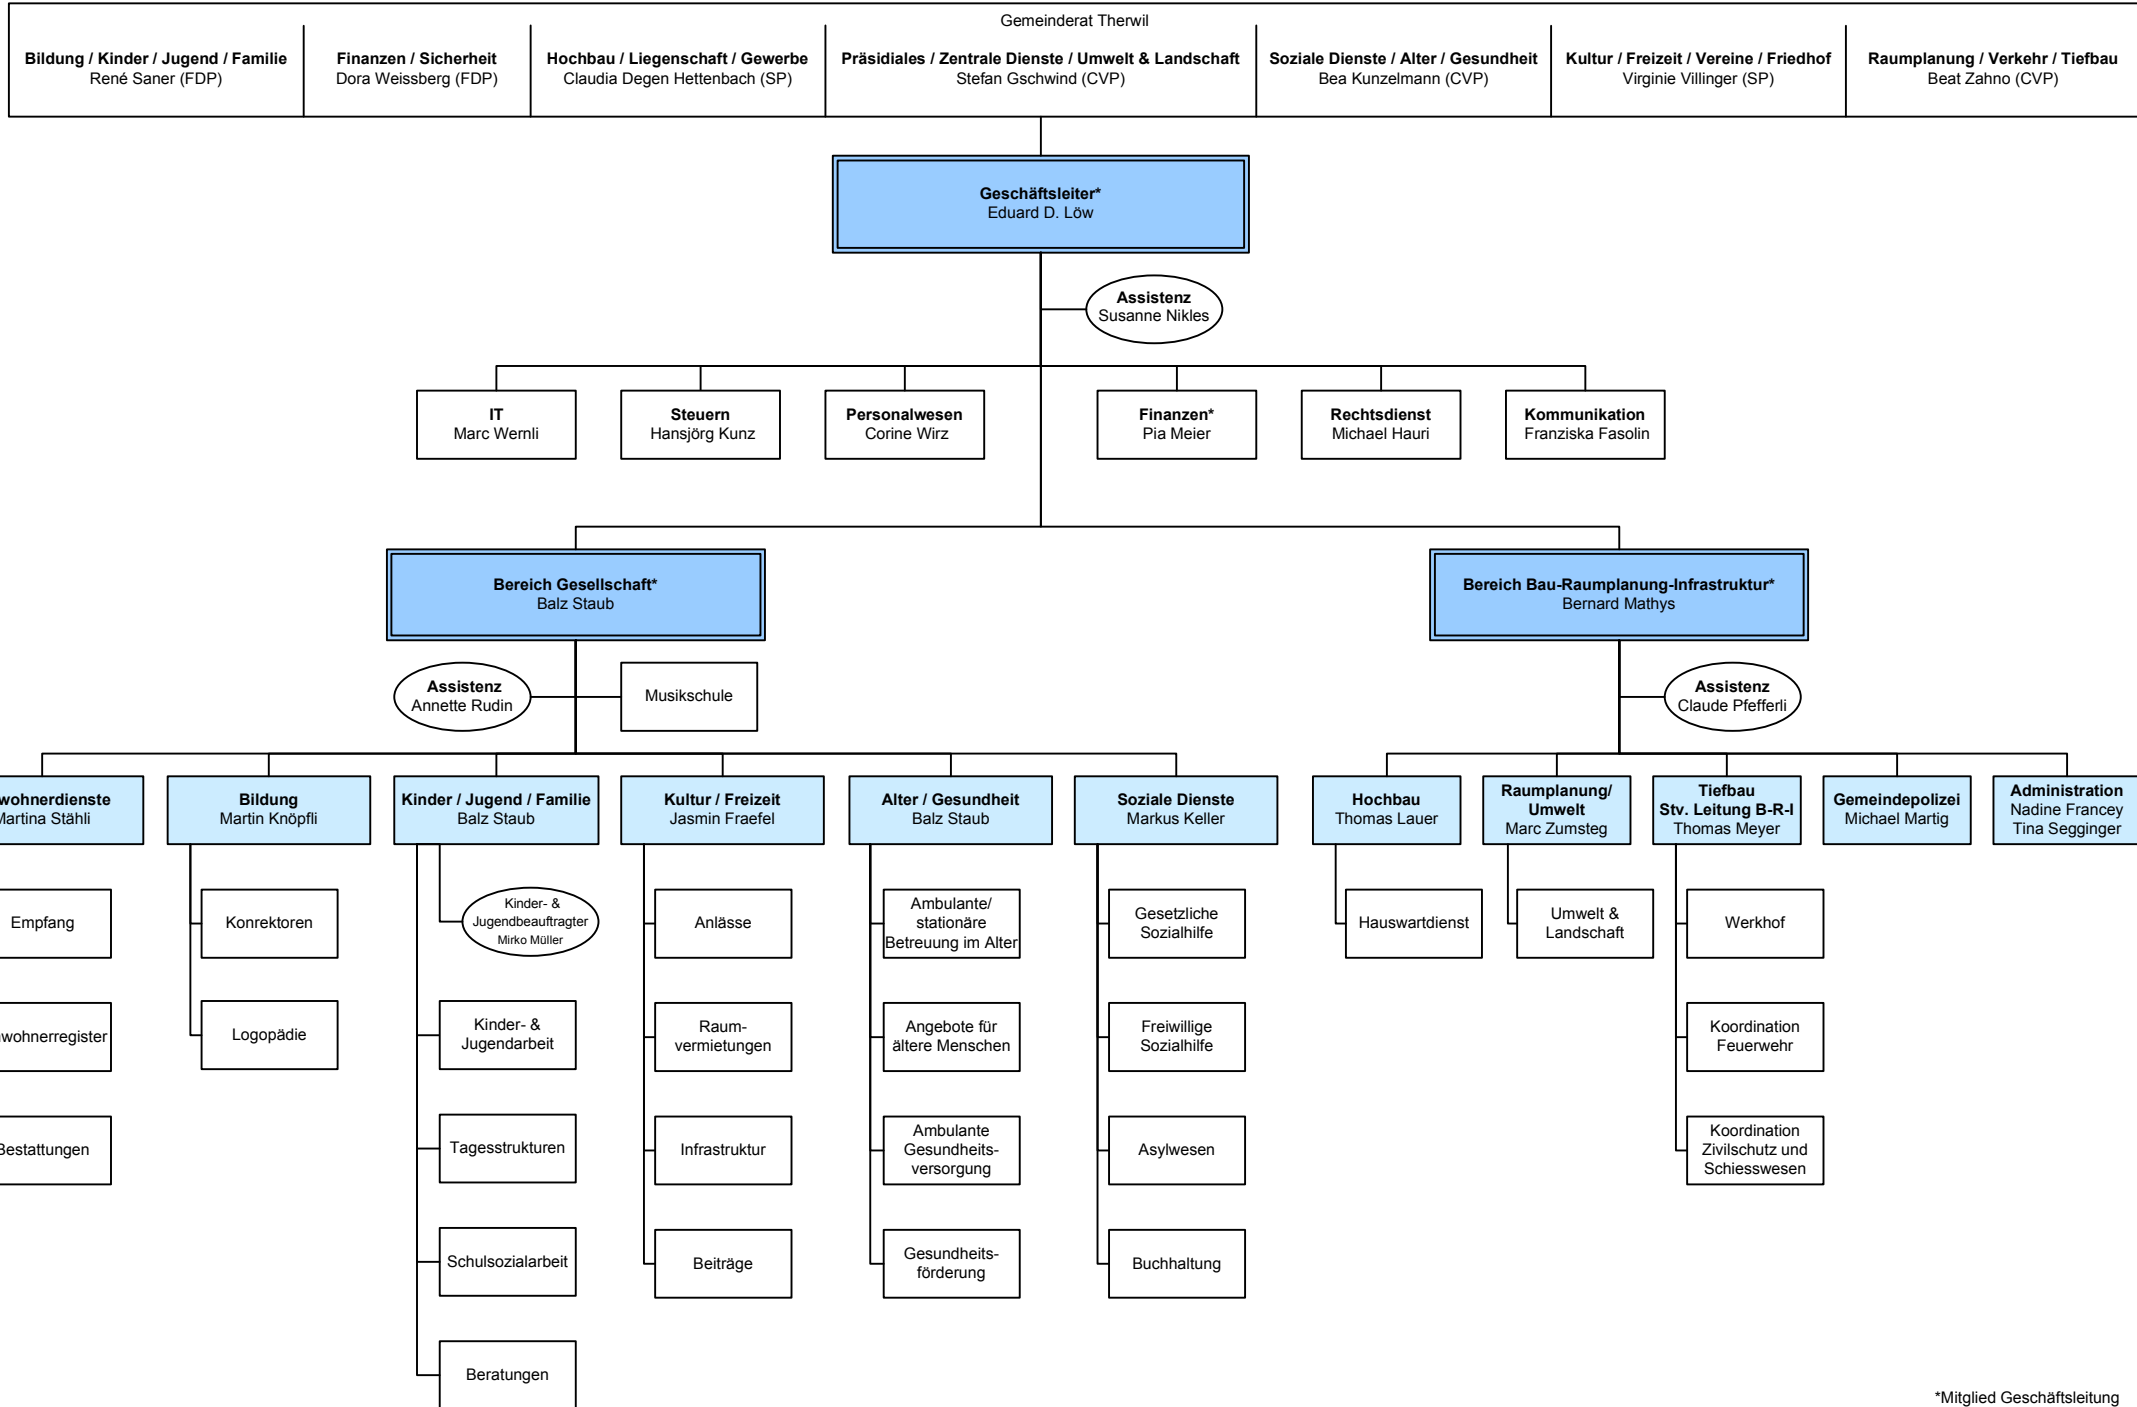 Gemeinderat Therwil
Bildung / Kinder / Jugend / Familie
René Saner (FDP)
Finanzen / Sicherheit
Dora Weissberg (FDP)
Hochbau / Liegenschaft / Gewerbe
Claudia Degen Hettenbach (SP)
Präsidiales / Zentrale Dienste / Umwelt & Landschaft
Stefan Gschwind (CVP)
Soziale Dienste / Alter / Gesundheit
Bea Kunzelmann (CVP)
Kultur / Freizeit / Vereine / Friedhof
Virginie Villinger (SP)
Raumplanung / Verkehr / Tiefbau
Beat Zahno (CVP)
Geschäftsleiter*
Eduard D. Löw
Assistenz
Susanne Nikles
IT
Marc Wernli
Steuern
Hansjörg Kunz
Personalwesen
Corine Wirz
Finanzen*
Pia Meier
Rechtsdienst
Michael Hauri
Kommunikation
Franziska Fasolin
Bereich Gesellschaft*
Balz Staub
Bereich Bau-Raumplanung-Infrastruktur*
Bernard Mathys
Assistenz
Annette Rudin
Musikschule
Assistenz
Claude Pfefferli
wohnerdienste
Martina Stähli
Bildung
Martin Knöpfli
Kinder / Jugend / Familie
Balz Staub
Kultur / Freizeit
Jasmin Fraefel
Alter / Gesundheit
Balz Staub
Soziale Dienste
Markus Keller
Hochbau
Thomas Lauer
Raumplanung/
Umwelt
Marc Zumsteg
Tiefbau
Stv. Leitung B-R-I
Thomas Meyer
Gemeindepolizei
Michael Martig
Administration
Nadine Francey
Tina Segginger
Empfang
Konrektoren
Kinder- &
Jugendbeauftragter
Mirko Müller
Anlässe
Ambulante/
stationäre
Betreuung im Alter
Gesetzliche
Sozialhilfe
Hauswartdienst
Umwelt &
Landschaft
Werkhof
wohnerregister
Logopädie
Kinder- &
Jugendarbeit
Raum-
vermietungen
Angebote für
ältere Menschen
Freiwillige
Sozialhilfe
Koordination
Feuerwehr
Bestattungen
Tagesstrukturen
Infrastruktur
Ambulante
Gesundheits-
versorgung
Asylwesen
Koordination
Zivilschutz und
Schiesswesen
Schulsozialarbeit
Beiträge
Gesundheits-
förderung
Buchhaltung
Beratungen
*Mitglied Geschäftsleitung